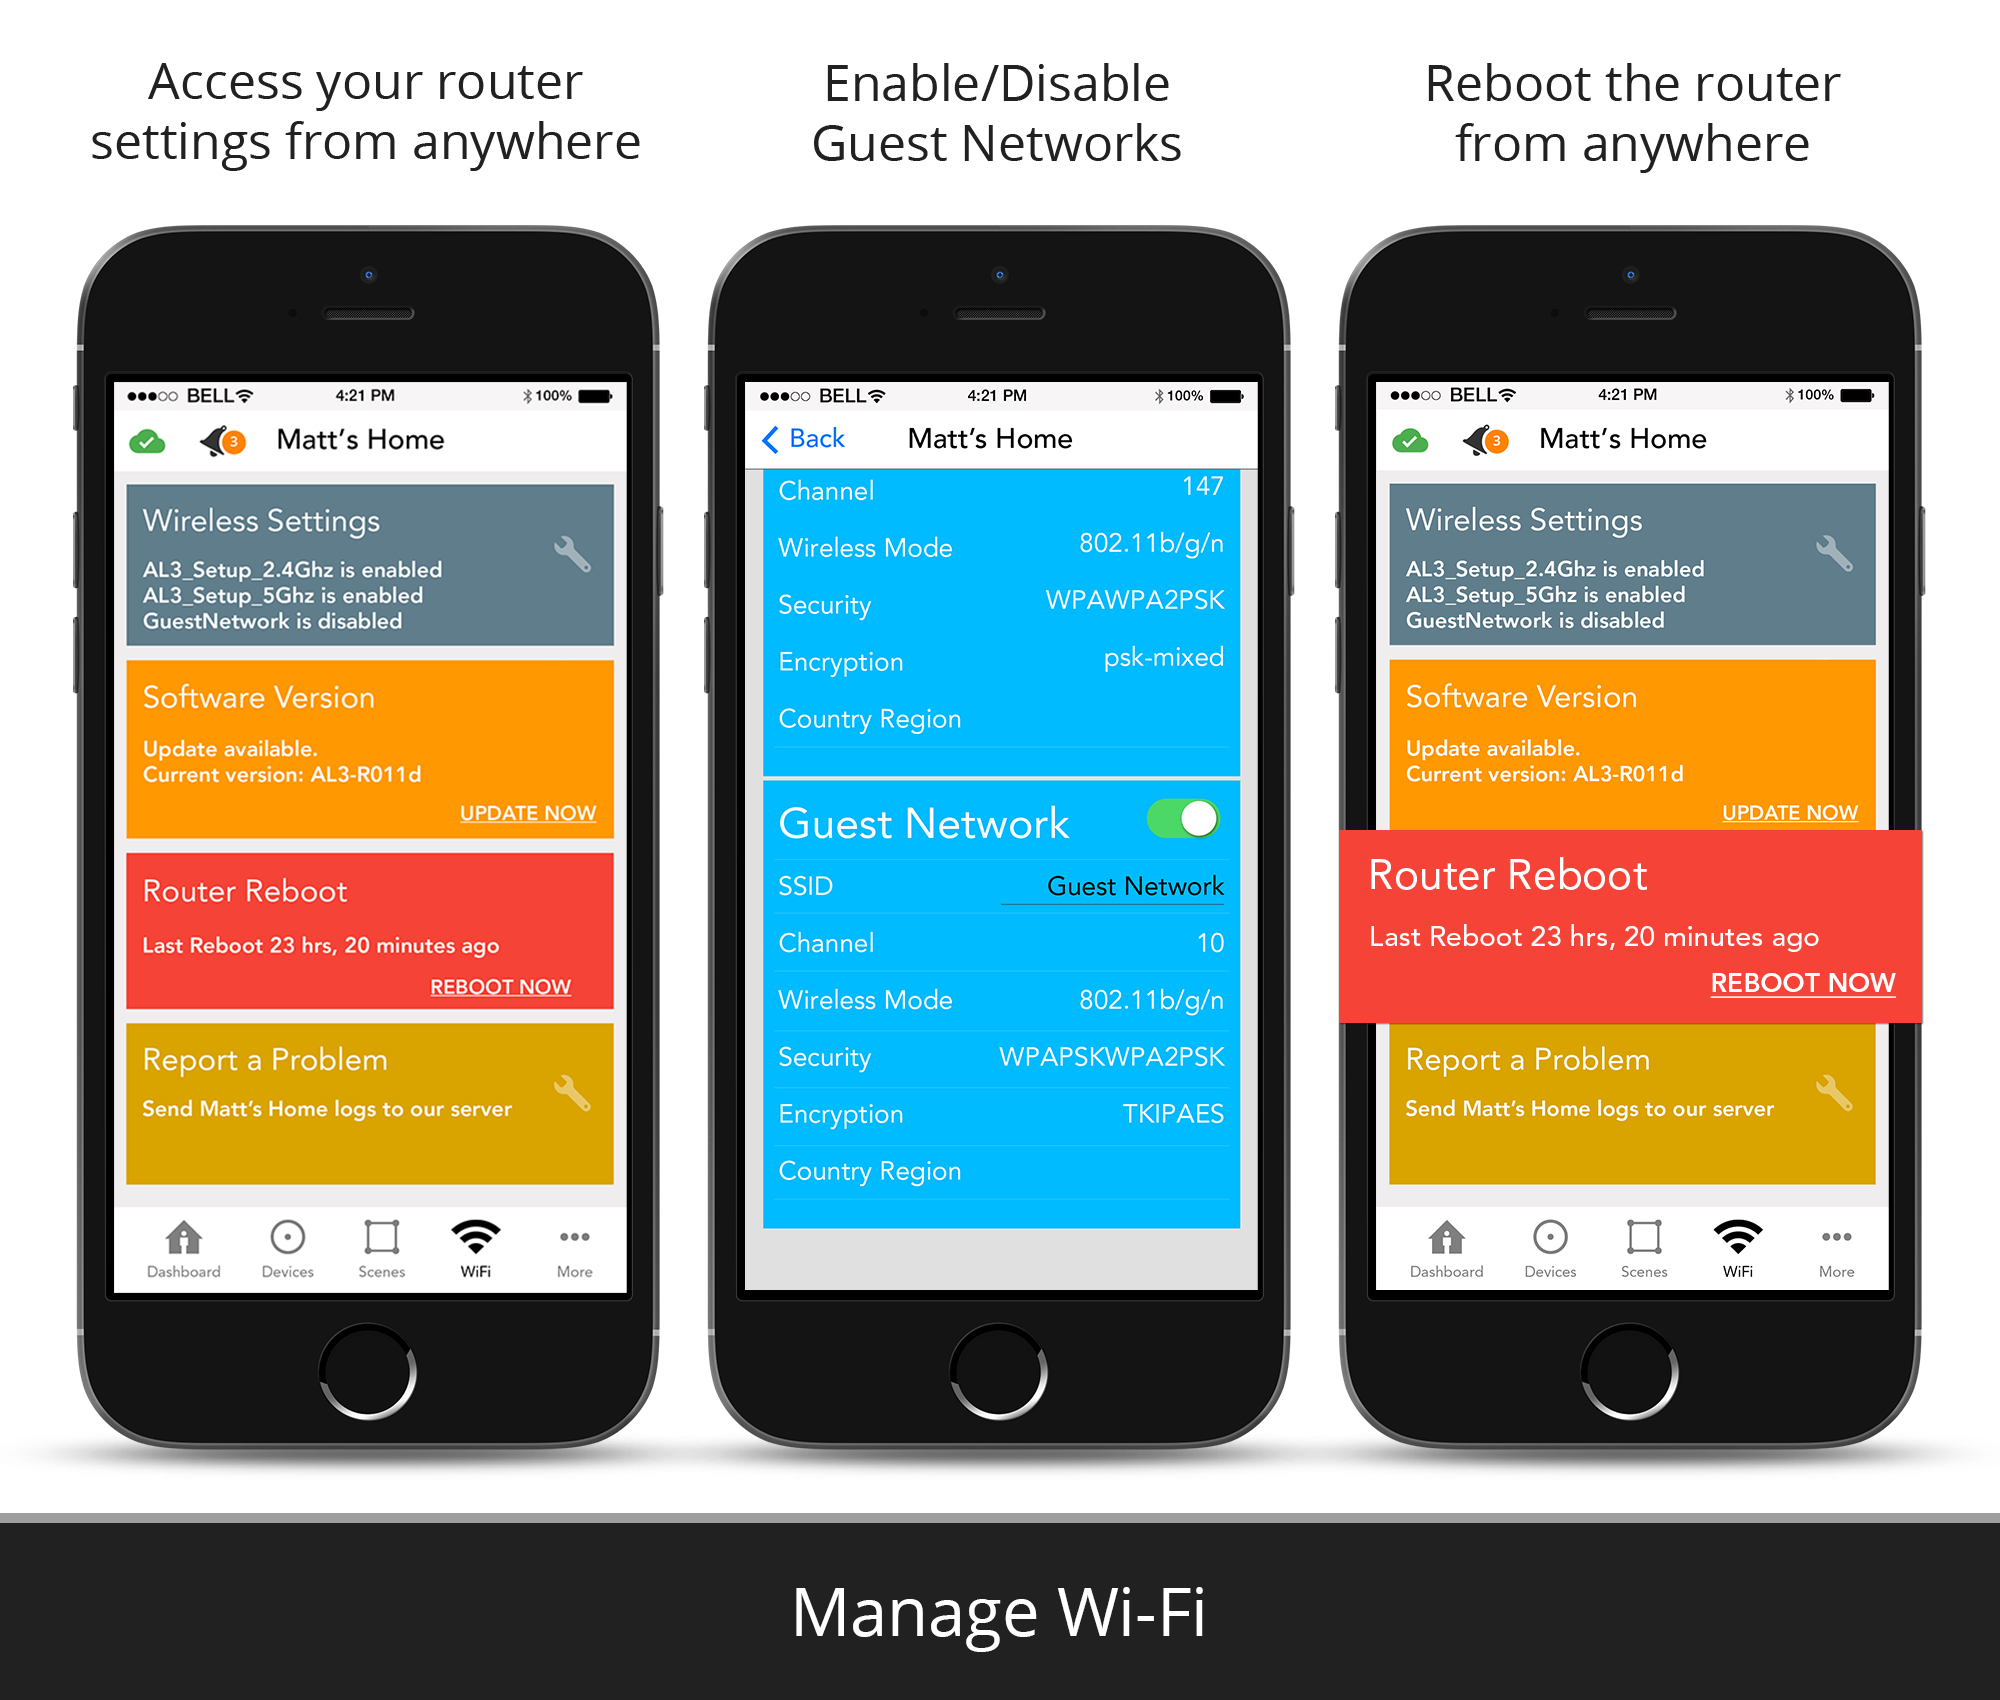 Access your router
settings from anywhere
Enable/Disable
Guest Networks
Reboot the router
from anywhere
BELL 4:21 PM 100%
3 Matt's Home
Wireless Settings
AL3_Setup_2.4Ghz is enabled
AL3_Setup_5Ghz is enabled
GuestNetwork is disabled
Software Version
Update available.
Current version: AL3-R011d
UPDATE NOW
Router Reboot
Last Reboot 23 hrs, 20 minutes ago
REBOOT NOW
Report a Problem
Send Matt's Home logs to our server
Dashboard Devices Scenes WiFi More
BELL 4:21 PM 100%
Back Matt's Home
Channel 147
Wireless Mode 802.11b/g/n
Security WPAWPA2PSK
Encryption psk-mixed
Country Region
Guest Network
SSID Guest Network
Channel 10
Wireless Mode 802.11b/g/n
Security WPAPSKWPA2PSK
Encryption TKIPAES
Country Region
BELL 4:21 PM 100%
3 Matt's Home
Wireless Settings
AL3_Setup_2.4Ghz is enabled
AL3_Setup_5Ghz is enabled
GuestNetwork is disabled
Software Version
Update available.
Current version: AL3-R011d
UPDATE NOW
Router Reboot
Last Reboot 23 hrs, 20 minutes ago
REBOOT NOW
Report a Problem
Send Matt's Home logs to our server
Dashboard Devices Scenes WiFi More
Manage Wi-Fi